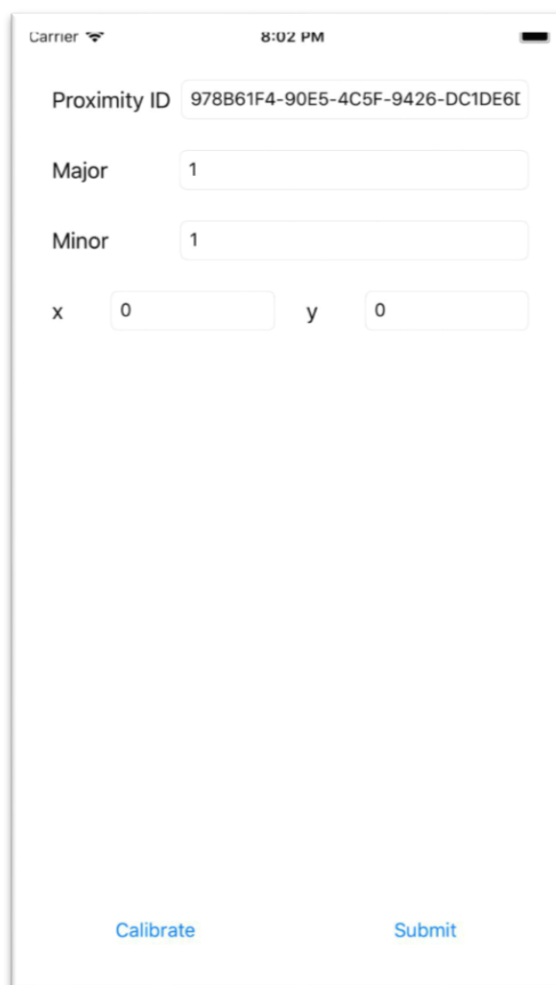 Carrier 8:02 PM
Proximity ID 978B61F4-90E5-4C5F-9426-DC1DE6
Major 1
Minor 1
x 0 y 0
Calibrate Submit